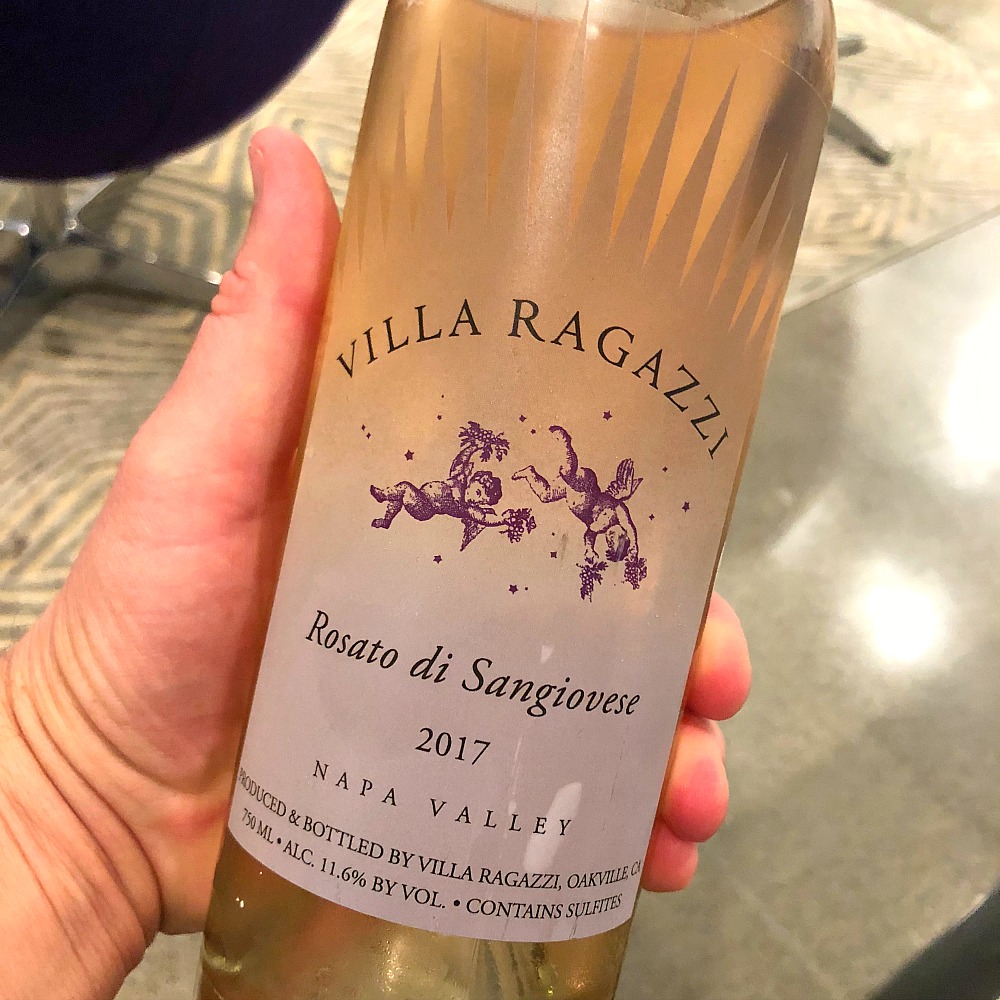 VILLA RAGAZZI
Rosato di Sangiovese
2017
NAPA VALLEY
PRODUCED & BOTTLED BY VILLA RAGAZZI, OAKVILLE, CA
750 ML • ALC. 11.6% BY VOL. • CONTAINS SULFITES